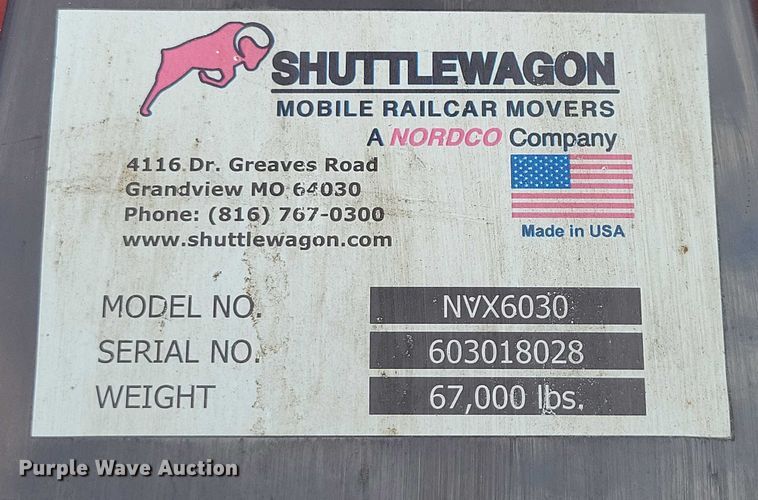 SHUTTLEWAGON
MOBILE RAILCAR MOVERS
A NORDCO Company
4116 Dr. Greaves Road
Grandview MO 64030
Phone: (816) 767-0300
www.shuttlewagon.com
Made in USA
MODEL NO. NVX6030
SERIAL NO. 603018028
WEIGHT 67,000 lbs.
Purple Wave Auction